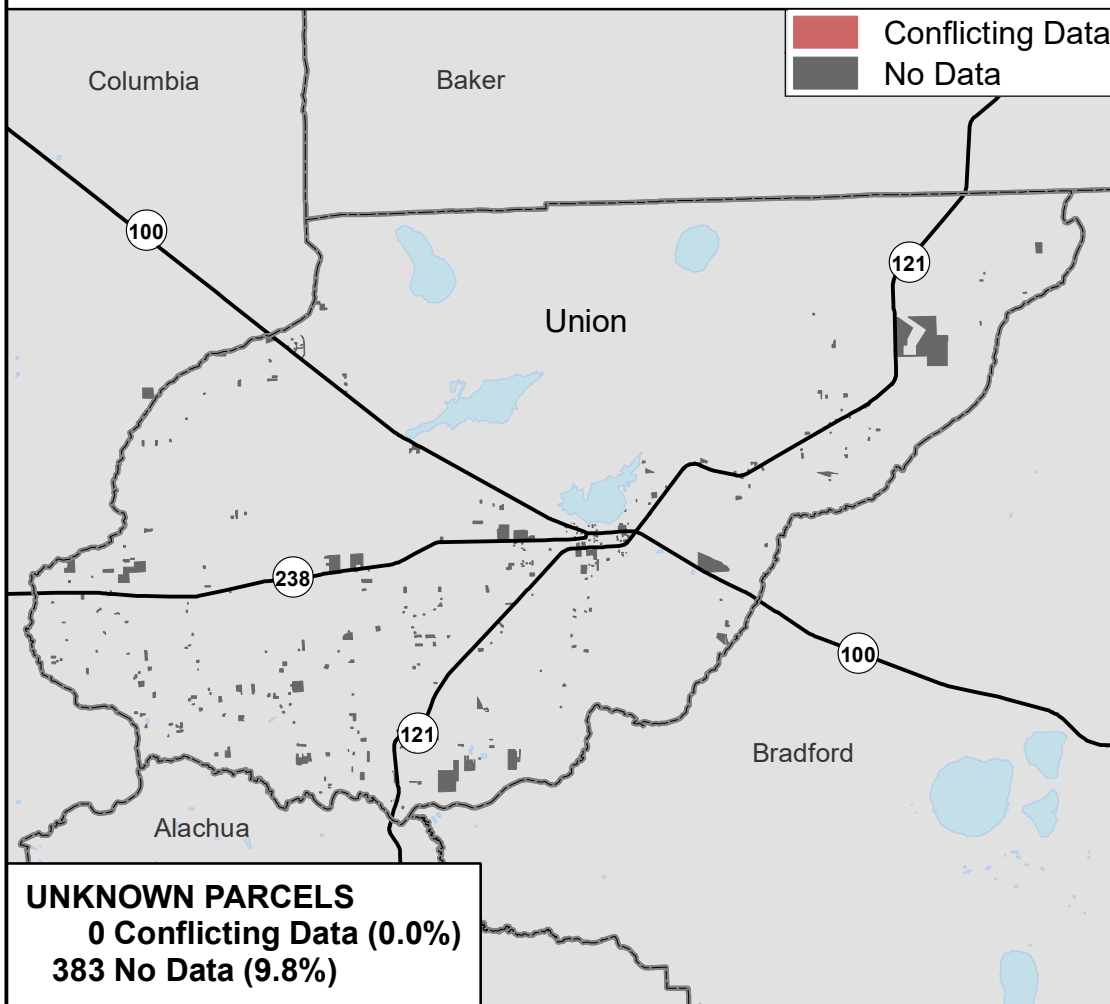 Conflicting Data
No Data
Columbia
Baker
100
121
Union
238
100
121
Bradford
Alachua
UNKNOWN PARCELS
0 Conflicting Data (0.0%)
383 No Data (9.8%)